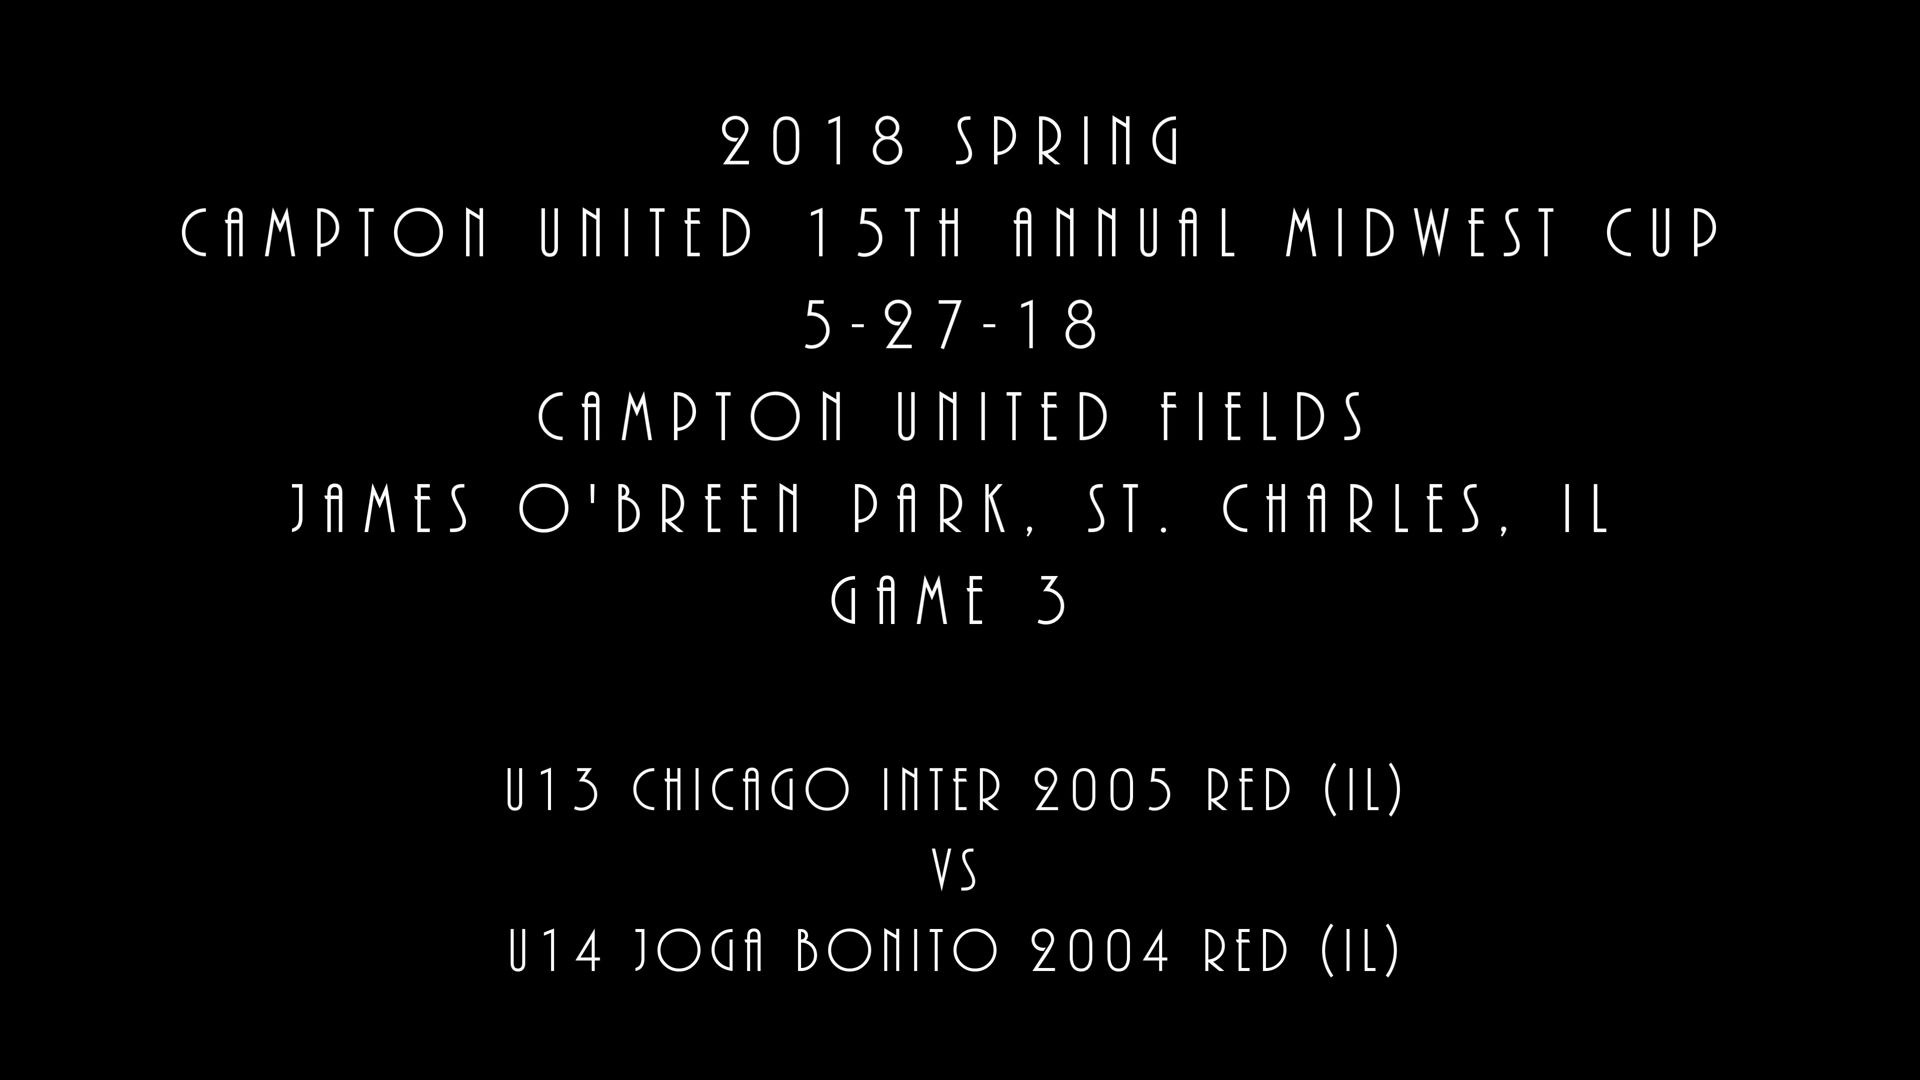 2018 SPRING
CAMPTON UNITED 15TH ANNUAL MIDWEST CUP
5-27-18
CAMPTON UNITED FIELDS
JAMES O'BREEN PARK, ST. CHARLES, IL
GAME 3
U13 CHICAGO INTER 2005 RED (IL)
VS
U14 JOGA BONITO 2004 RED (IL)